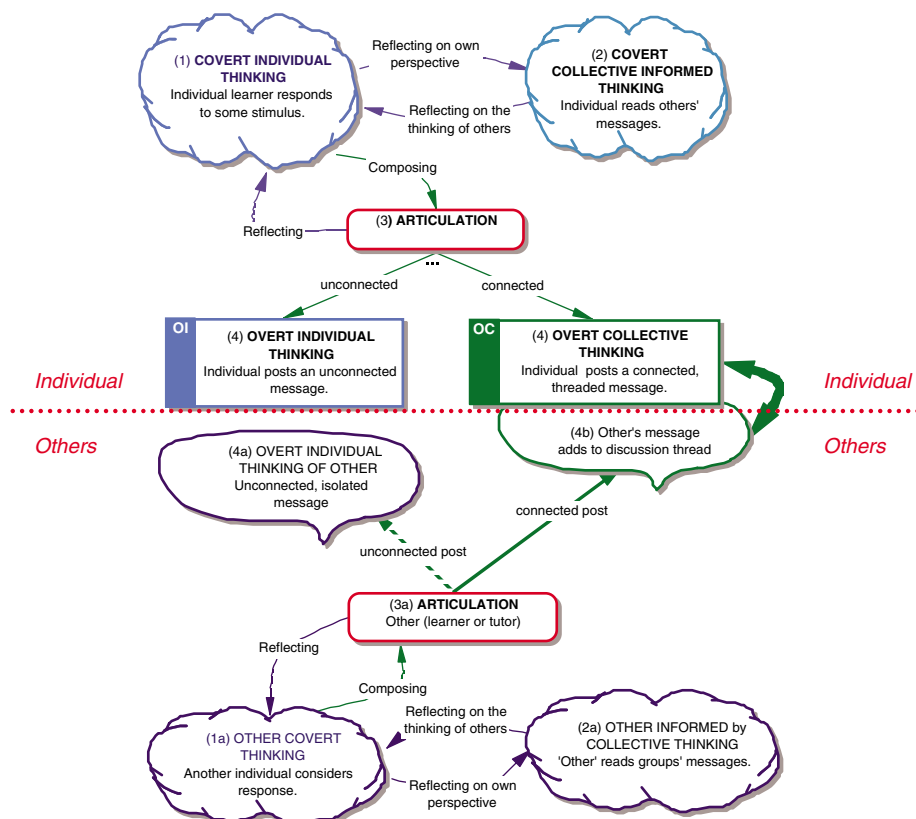 (1) COVERT INDIVIDUAL
THINKING
Individual learner responds
to some stimulus.
Reflecting on own
perspective
(2) COVERT
COLLECTIVE INFORMED
THINKING
Individual reads others'
messages.
Reflecting on the
thinking of others
Composing
(3) ARTICULATION
Reflecting
...
unconnected
connected
OI
(4) OVERT INDIVIDUAL
THINKING
Individual posts an unconnected
message.
OC
(4) OVERT COLLECTIVE
THINKING
Individual posts a connected,
threaded message.
Individual
Individual
Others
Others
(4a) OVERT INDIVIDUAL
THINKING OF OTHER
Unconnected, isolated
message
(4b) Other's message
adds to discussion thread
connected post
unconnected post
(3a) ARTICULATION
Other (learner or tutor)
Reflecting
Composing
(1a) OTHER COVERT
THINKING
Another individual considers
response.
Reflecting on the
thinking of others
(2a) OTHER INFORMED by
COLLECTIVE THINKING
'Other' reads groups' messages.
Reflecting on own
perspective